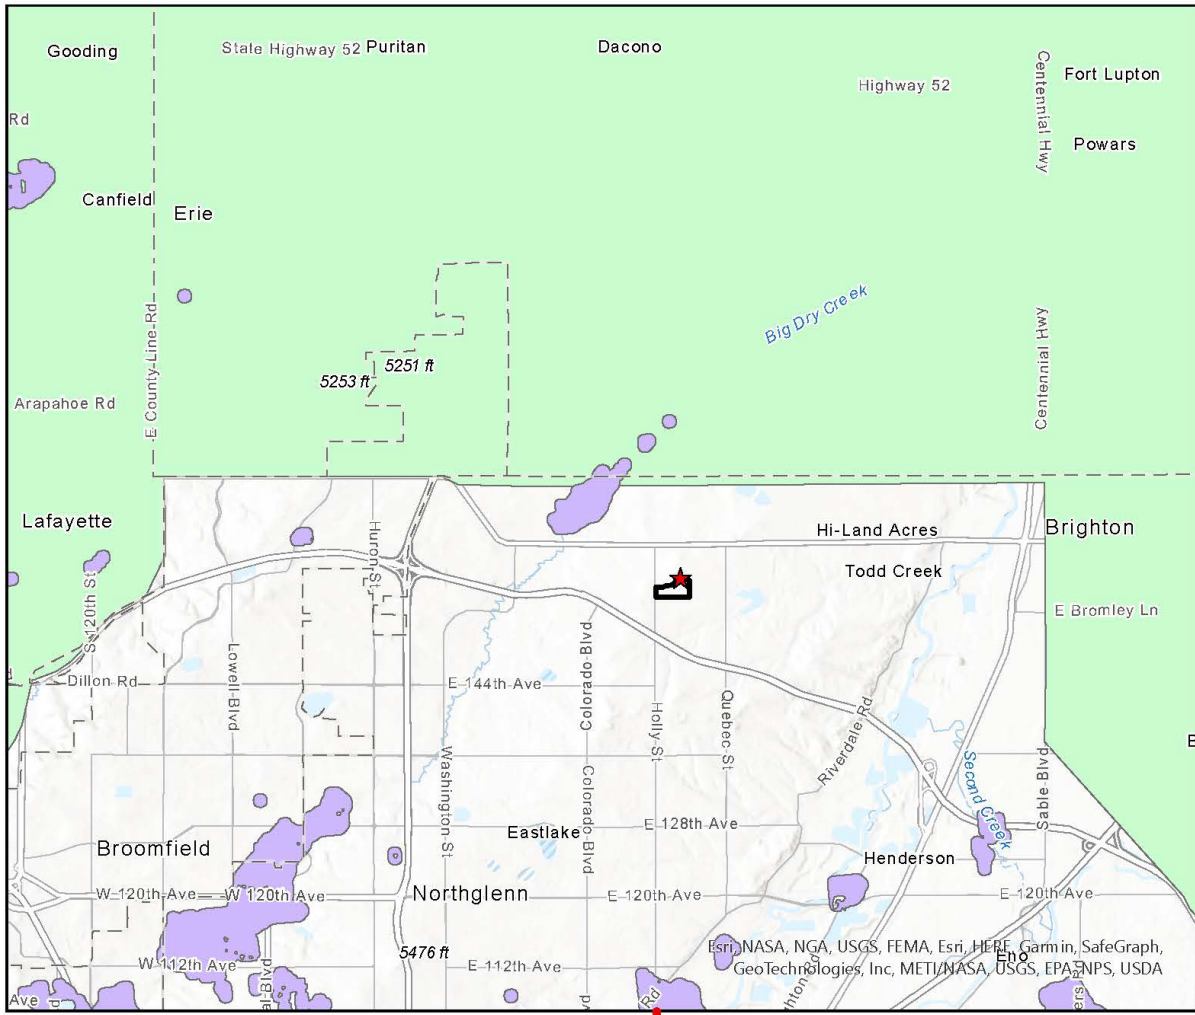 Gooding
State Highway 52
Puritan
Dacono
Highway 52
Centennial Hwy
Fort Lupton
Rd
Powars
Canfield
Erie
E County-Line-Rd
Big Dry Creek
Centennial Hwy
5251 ft
5253 ft
Arapahoe Rd
Lafayette
Huron-St
Hi-Land Acres
Brighton
Todd Creek
S 120th St
E Bromley Ln
Dillon Rd
Lowell-Blvd
E 144th Ave
Colorado-Blvd
Holly-St
Quebec-St
Riverdale Rd
Washington-St
Colorado-Blvd
Second Creek
Sable-Blvd
E
Eastlake
E 128th Ave
Broomfield
Henderson
W 120th Ave
W 120th Ave
Northglenn
E 120th Ave
E 120th Ave
5476 ft
W 112th Ave
E 112th Ave
Ave
d
al-Blvd
Rd
hton-Rd
Eno
Esri, NASA, NGA, USGS, FEMA, Esri, HERE, Garmin, SafeGraph,
GeoTechnologies, Inc, METI/NASA, USGS, EPA, NPS, USDA